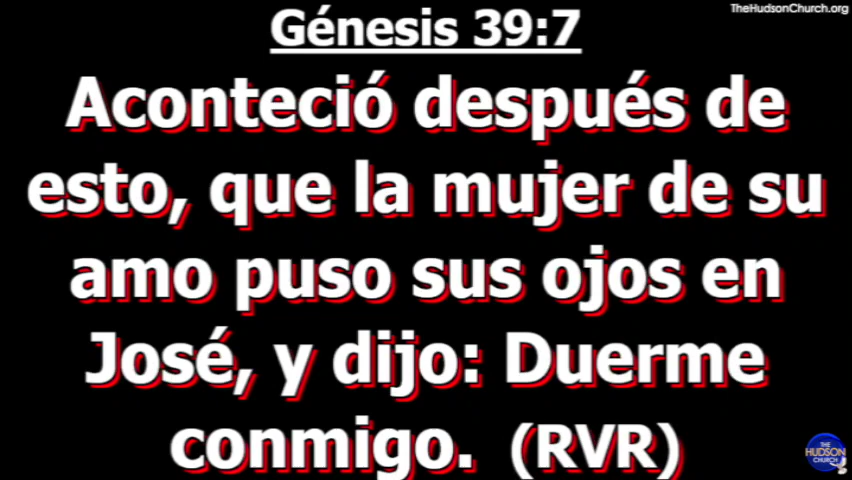 TheHudsonChurch.org
Génesis 39:7
Aconteció después de
esto, que la mujer de su
amo puso sus ojos en
José, y dijo: Duerme
conmigo. (RVR)
THE
HUDSON
CHURCH